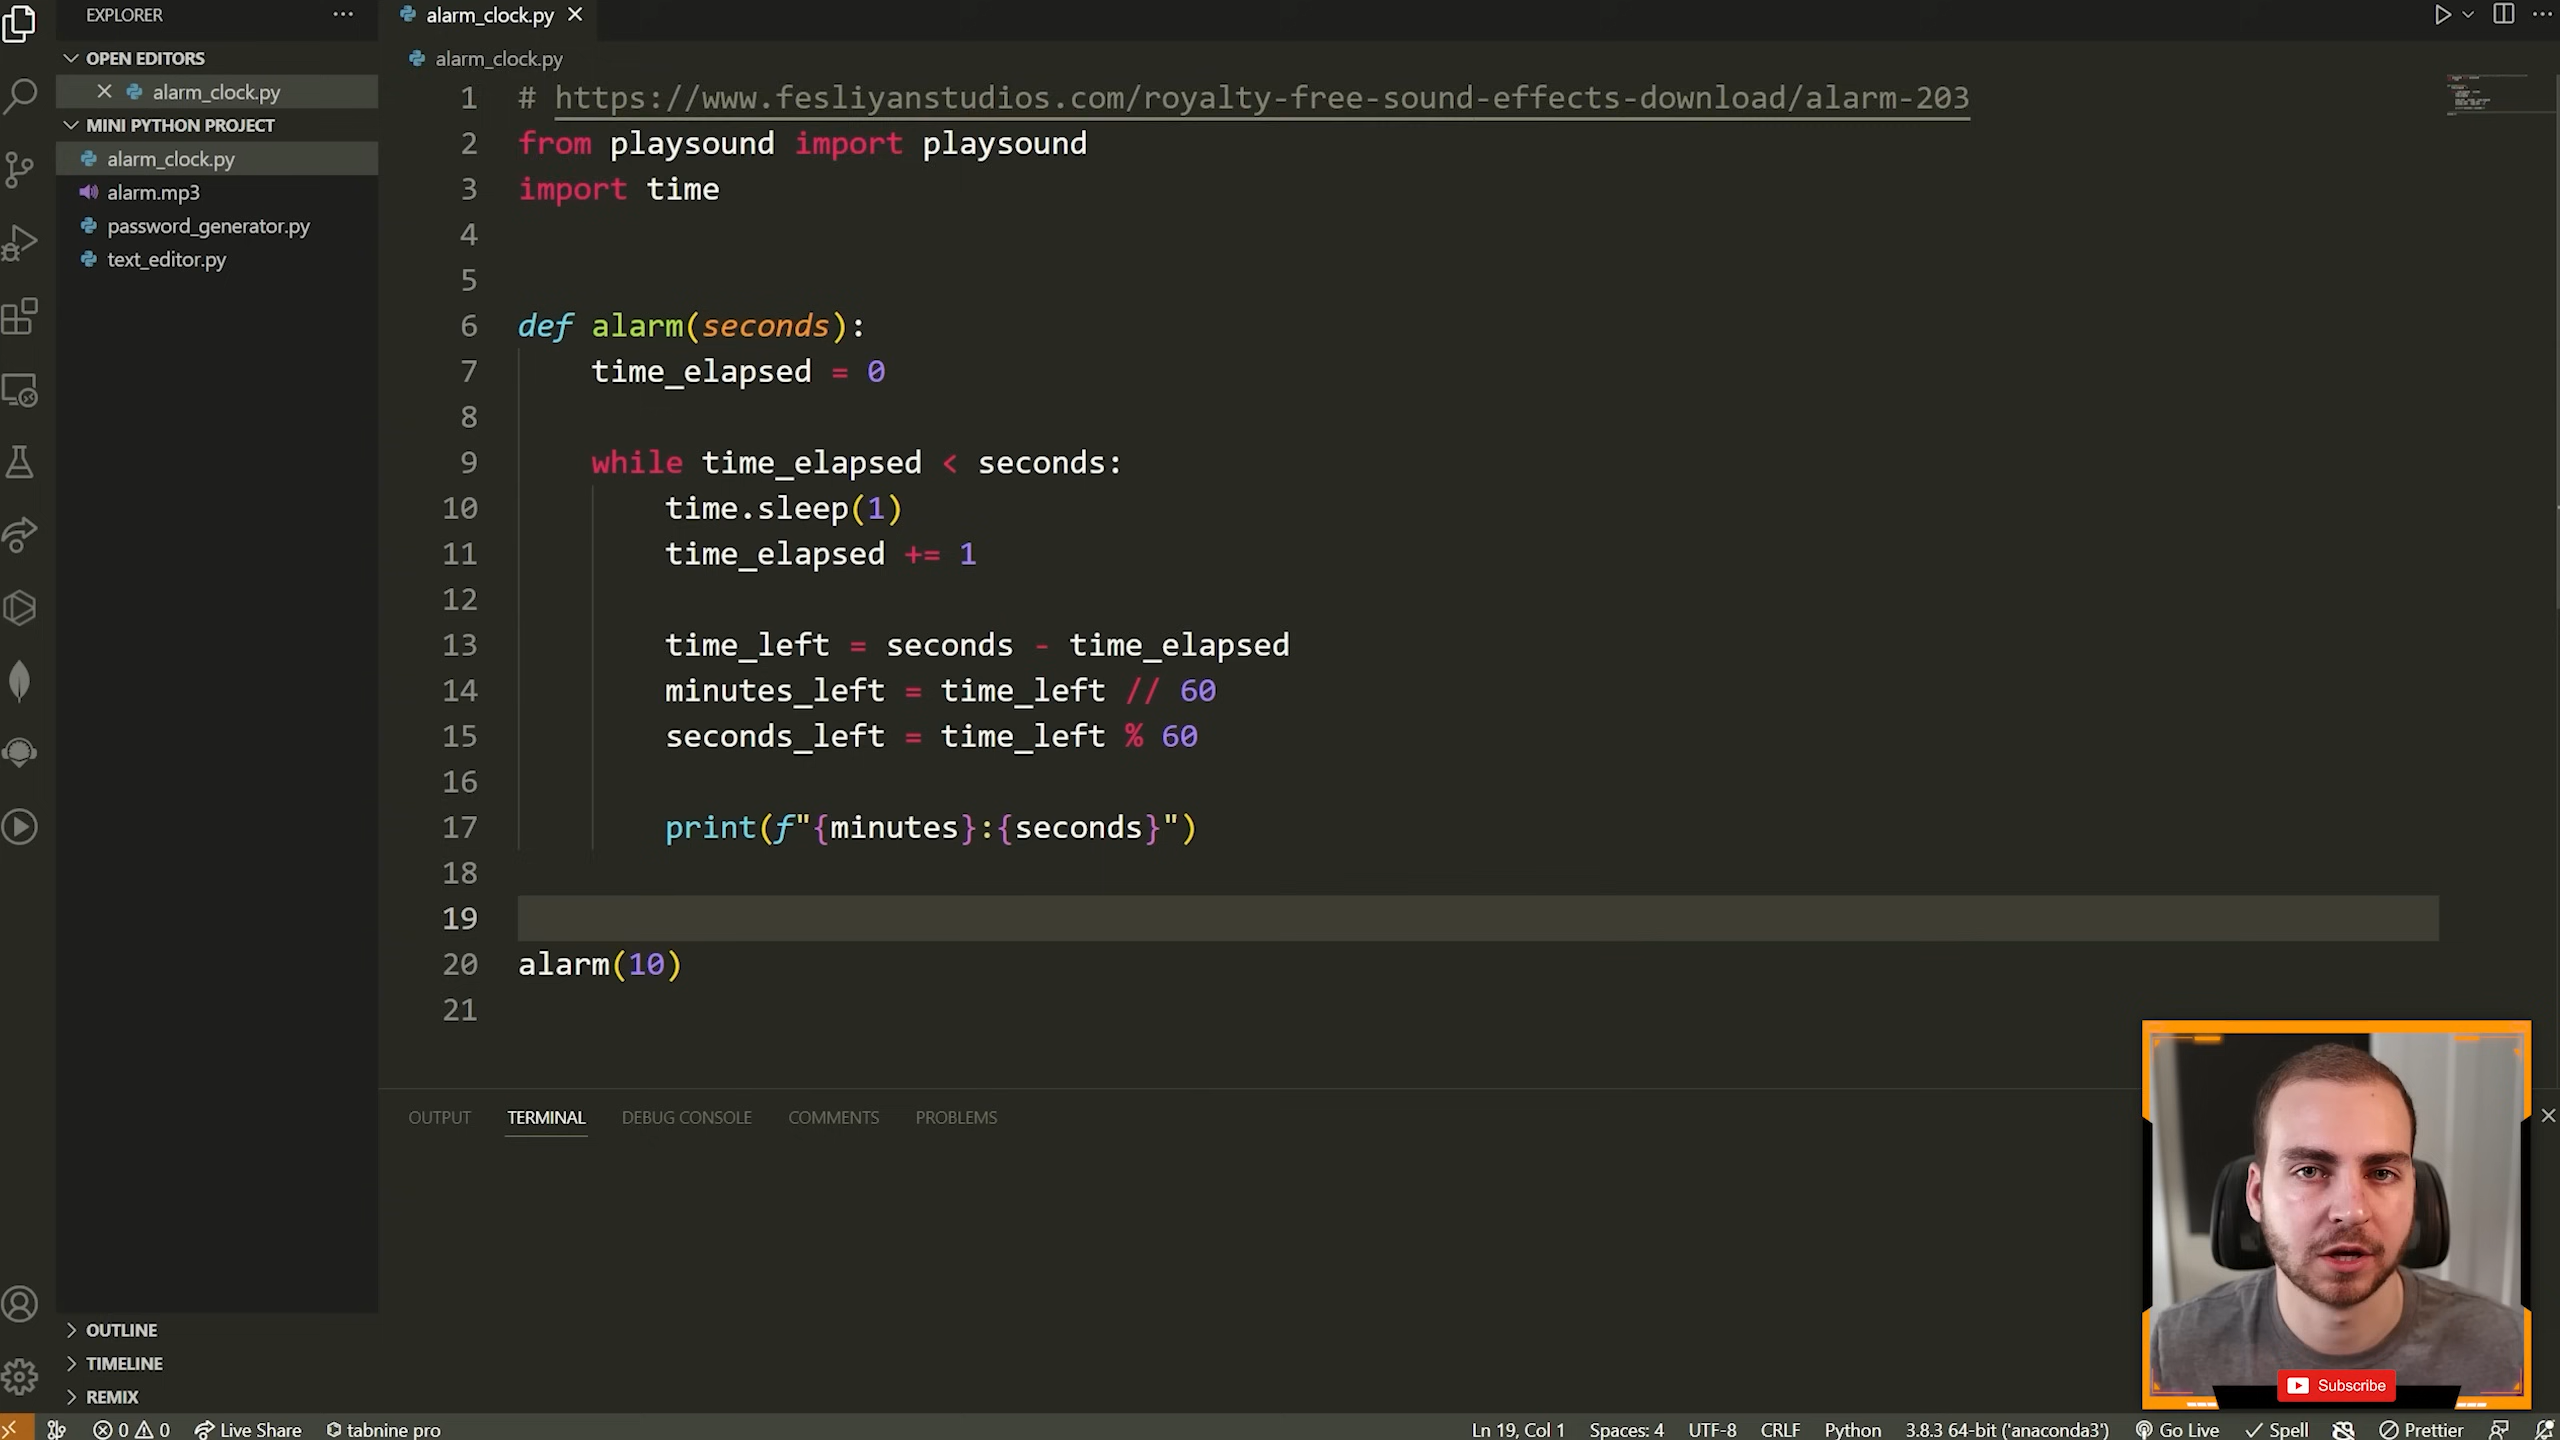 EXPLORER
alarm_clock.py
OPEN EDITORS
alarm_clock.py
MINI PYTHON PROJECT
alarm_clock.py
alarm.mp3
password_generator.py
text_editor.py
OUTLINE
TIMELINE
REMIX
alarm_clock.py
1 # https://www.fesliyanstudios.com/royalty-free-sound-effects-download/alarm-203
2 from playsound import playsound
3 import time
4
5
6 def alarm(seconds):
7     time_elapsed = 0
8
9     while time_elapsed < seconds:
10         time.sleep(1)
11         time_elapsed += 1
12
13         time_left = seconds - time_elapsed
14         minutes_left = time_left // 60
15         seconds_left = time_left % 60
16
17         print(f"{minutes}:{seconds}")
18
19
20 alarm(10)
21
OUTPUT TERMINAL DEBUG CONSOLE COMMENTS PROBLEMS
Subscribe
0 0 Live Share tabnine pro Ln 19, Col 1 Spaces: 4 UTF-8 CRLF Python 3.8.3 64-bit ('anaconda3') Go Live Spell Prettier